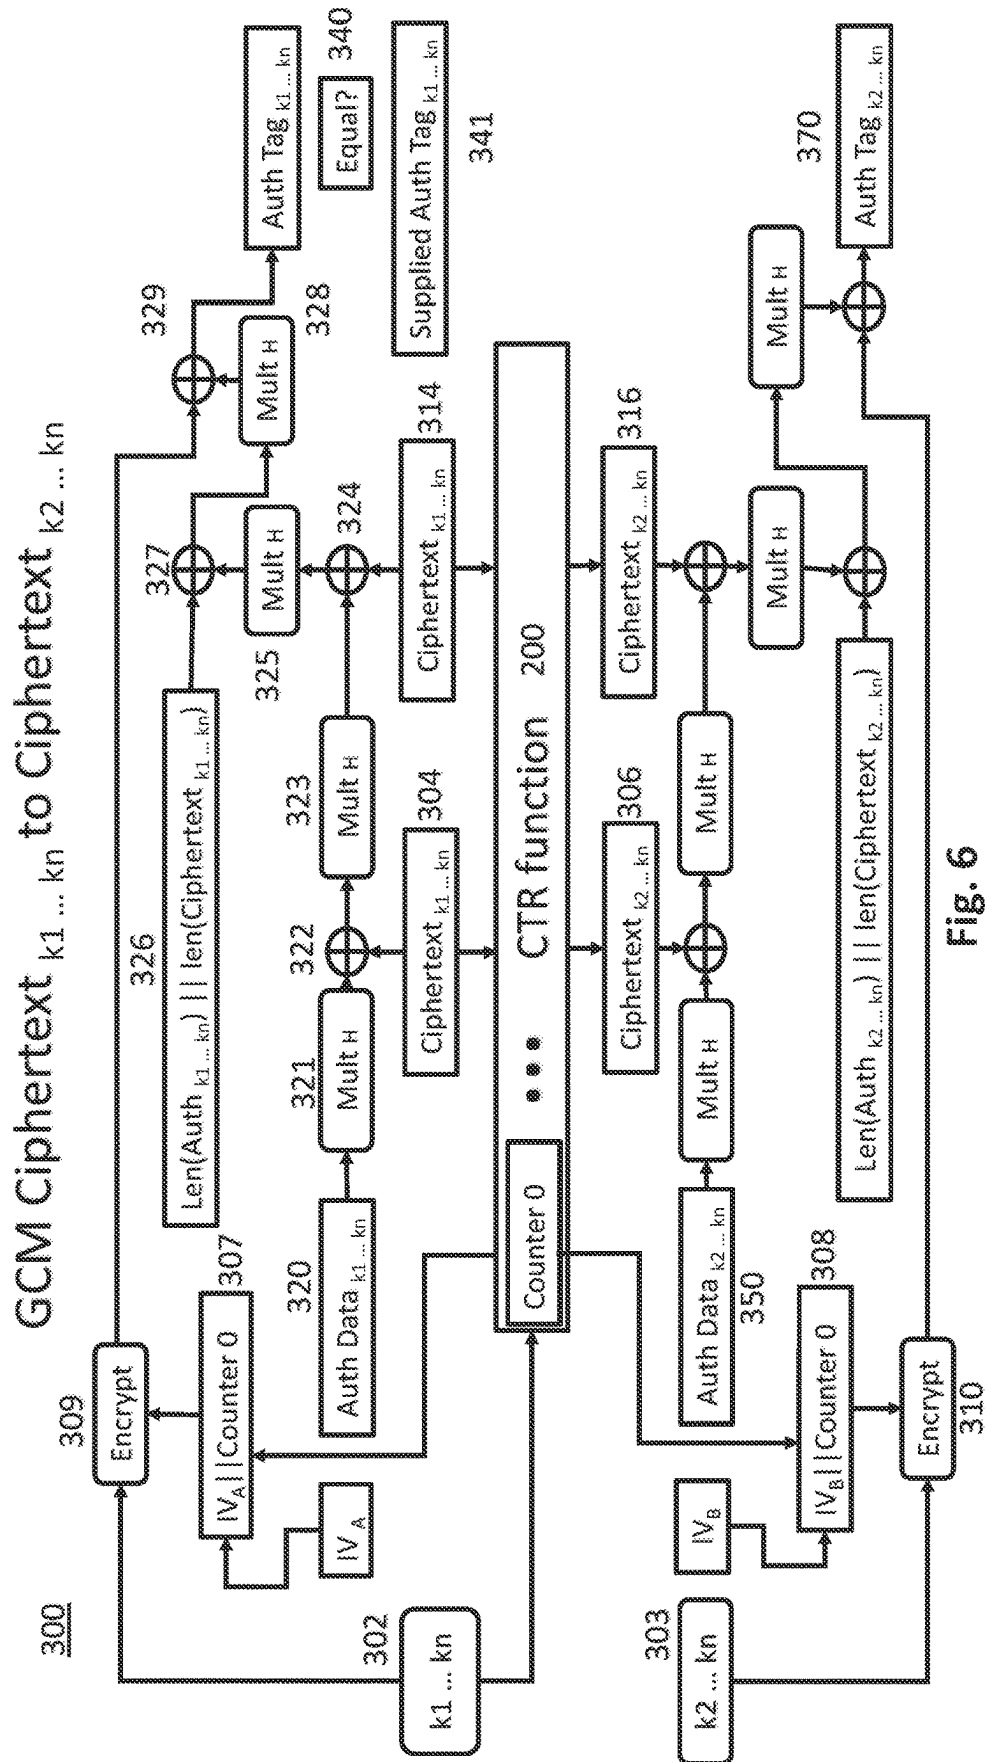 GCM Ciphertext k1 ... kn to Ciphertext k2 ... kn
300
309
Encrypt
326
Len(Auth k1 ... kn) || len(Ciphertext k1 ... kn)
327
329
307
IVA||Counter 0
325
Mult H
328
Mult H
Auth Tag k1 ... kn
IV A
320
Auth Data k1 ... kn
321
Mult H
322
323
Mult H
324
Equal?
340
302
k1 ... kn
304
Ciphertext k1 ... kn
314
Ciphertext k1 ... kn
Supplied Auth Tag k1 ... kn
341
Counter 0
• • •
CTR function 200
306
Ciphertext k2 ... kn
316
Ciphertext k2 ... kn
303
k2 ... kn
IVB
Auth Data k2 ... kn
350
Mult H
Mult H
Mult H
Mult H
370
IVB||Counter 0
308
Len(Auth k2 ... kn) || len(Ciphertext k2 ... kn)
Auth Tag k2 ... kn
Encrypt
310
Fig. 6